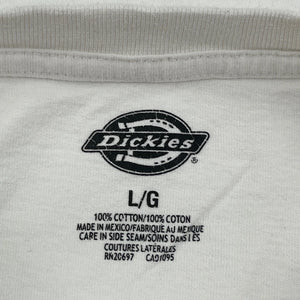 Dickies
®
L/G
100% COTTON/100% COTON
MADE IN MEXICO/FABRIQUE AU MEXIQUE
CARE IN SIDE SEAM/SOINS DANS LES
COUTURES LATÉRALES
RN20697 CA01095